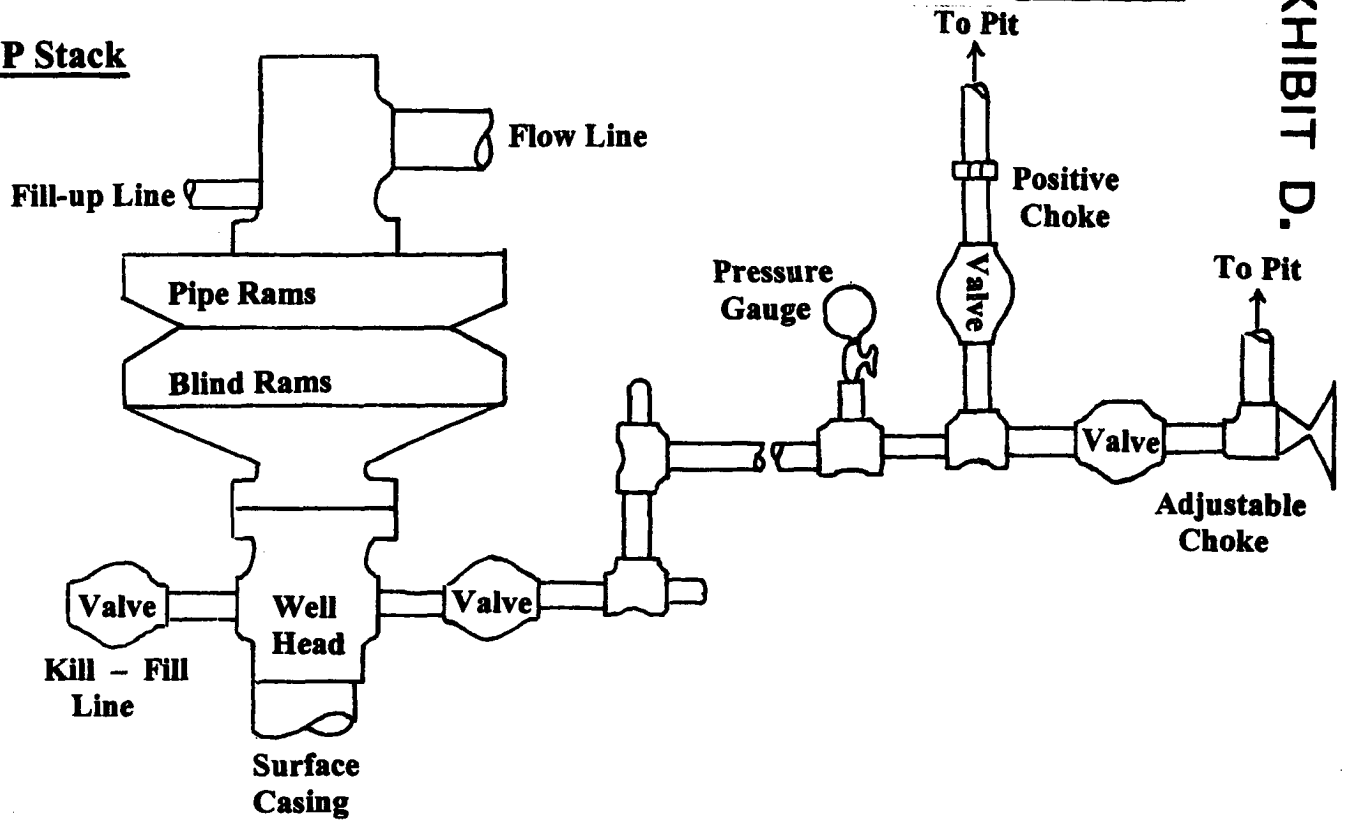 P Stack
To Pit
KHIBIT D.
Flow Line
Fill-up Line
Positive
Choke
Pipe Rams
Pressure
Gauge
Valve
To Pit
Blind Rams
Valve
Adjustable
Choke
Valve
Well
Head
Valve
Kill – Fill
Line
Surface
Casing